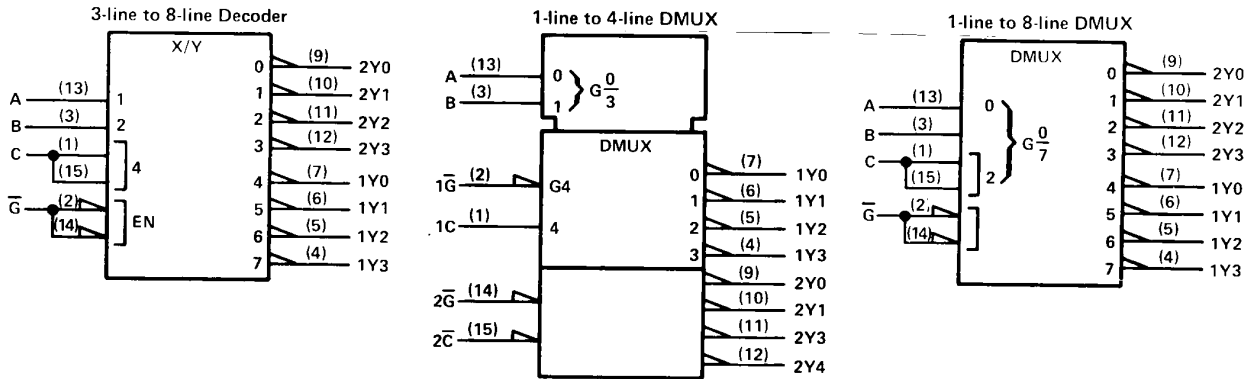 3-line to 8-line Decoder
X/Y
A (13) 1
B (3) 2
C (1)
(15) 4
G̅ (2) EN
(14)
0 (9) 2Y0
1 (10) 2Y1
2 (11) 2Y2
3 (12) 2Y3
4 (7) 1Y0
5 (6) 1Y1
6 (5) 1Y2
7 (4) 1Y3
1-line to 4-line DMUX
A (13) 0
B (3) 1
} G 0/3
DMUX
1G̅ (2) G4
1C (1) 4
2G̅ (14)
2C̅ (15)
0 (7) 1Y0
1 (6) 1Y1
2 (5) 1Y2
3 (4) 1Y3
(9) 2Y0
(10) 2Y1
(11) 2Y3
(12) 2Y4
1-line to 8-line DMUX
DMUX
A (13) 0
B (3)
C (1)
(15) 2
} G 0/7
G̅ (2)
(14)
0 (9) 2Y0
1 (10) 2Y1
2 (11) 2Y2
3 (12) 2Y3
4 (7) 1Y0
5 (6) 1Y1
6 (5) 1Y2
7 (4) 1Y3